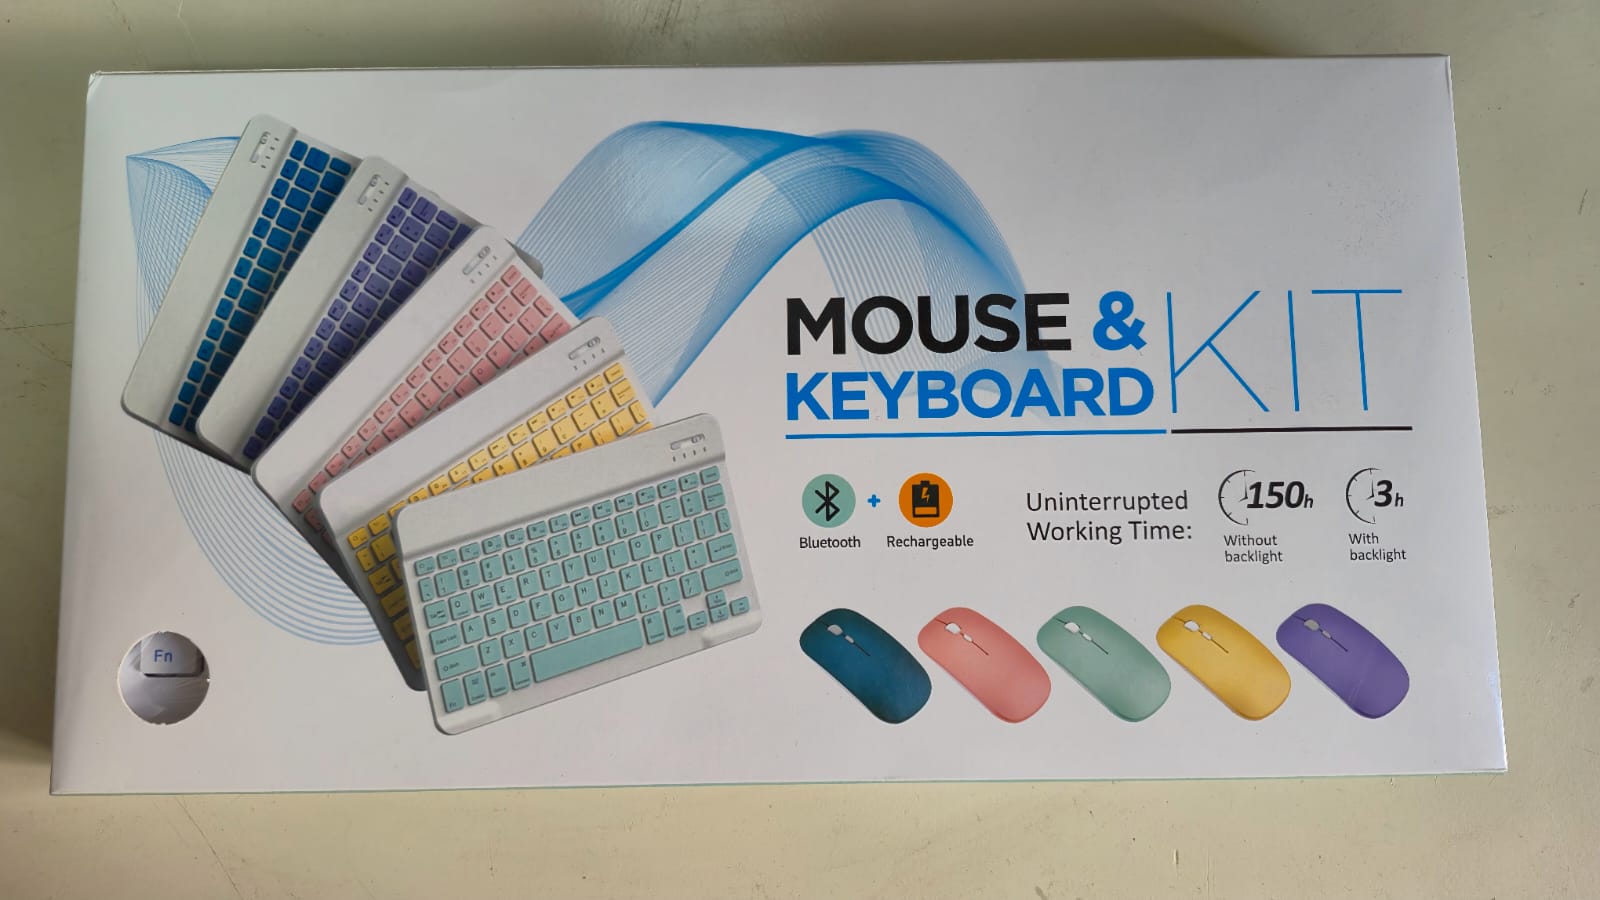 MOUSE &
KEYBOARD
KIT
Bluetooth
+
Rechargeable
Uninterrupted
Working Time:
150h
Without
backlight
3h
With
backlight
Fn